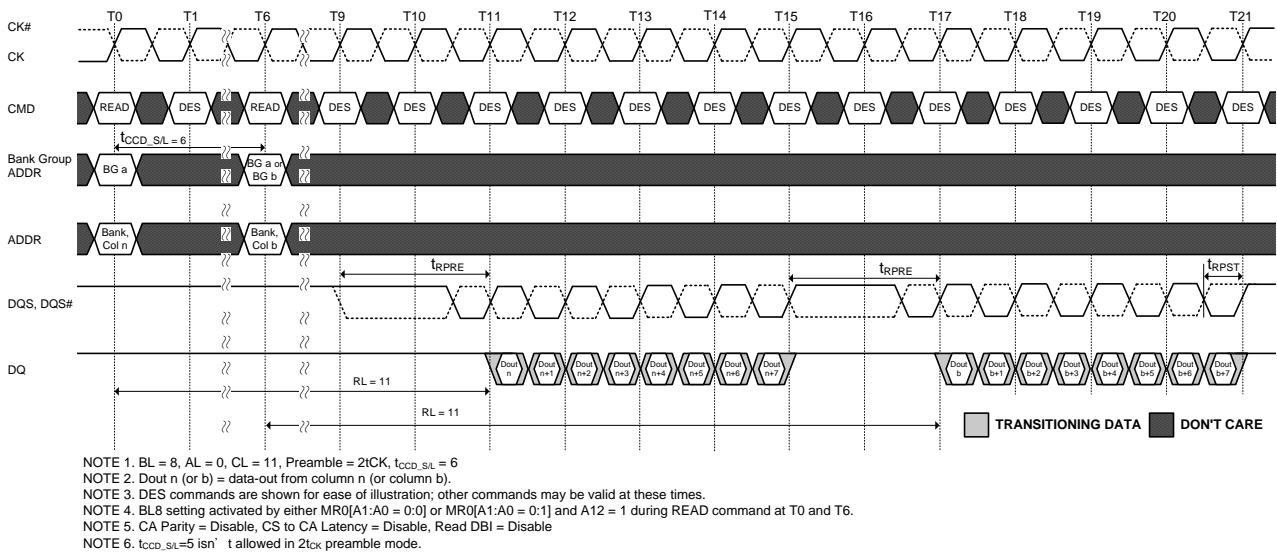 T0 T1 T6 T9 T10 T11 T12 T13 T14 T15 T16 T17 T18 T19 T20 T21
CK#
CK
CMD
READ DES READ DES DES DES DES DES DES DES DES DES DES DES DES DES
tCCD_S/L = 6
Bank Group
ADDR
BG a
BG a or
BG b
ADDR
Bank,
Col n
Bank,
Col b
tRPRE
tRPRE
tRPST
DQS, DQS#
DQ
Dout
n
Dout
n+1
Dout
n+2
Dout
n+3
Dout
n+4
Dout
n+5
Dout
n+6
Dout
n+7
Dout
b
Dout
b+1
Dout
b+2
Dout
b+3
Dout
b+4
Dout
b+5
Dout
b+6
Dout
b+7
RL = 11
RL = 11
TRANSITIONING DATA
DON'T CARE
NOTE 1. BL = 8, AL = 0, CL = 11, Preamble = 2tCK, tCCD_S/L = 6
NOTE 2. Dout n (or b) = data-out from column n (or column b).
NOTE 3. DES commands are shown for ease of illustration; other commands may be valid at these times.
NOTE 4. BL8 setting activated by either MR0[A1:A0 = 0:0] or MR0[A1:A0 = 0:1] and A12 = 1 during READ command at T0 and T6.
NOTE 5. CA Parity = Disable, CS to CA Latency = Disable, Read DBI = Disable
NOTE 6. tCCD_S/L=5 isn' t allowed in 2tCK preamble mode.